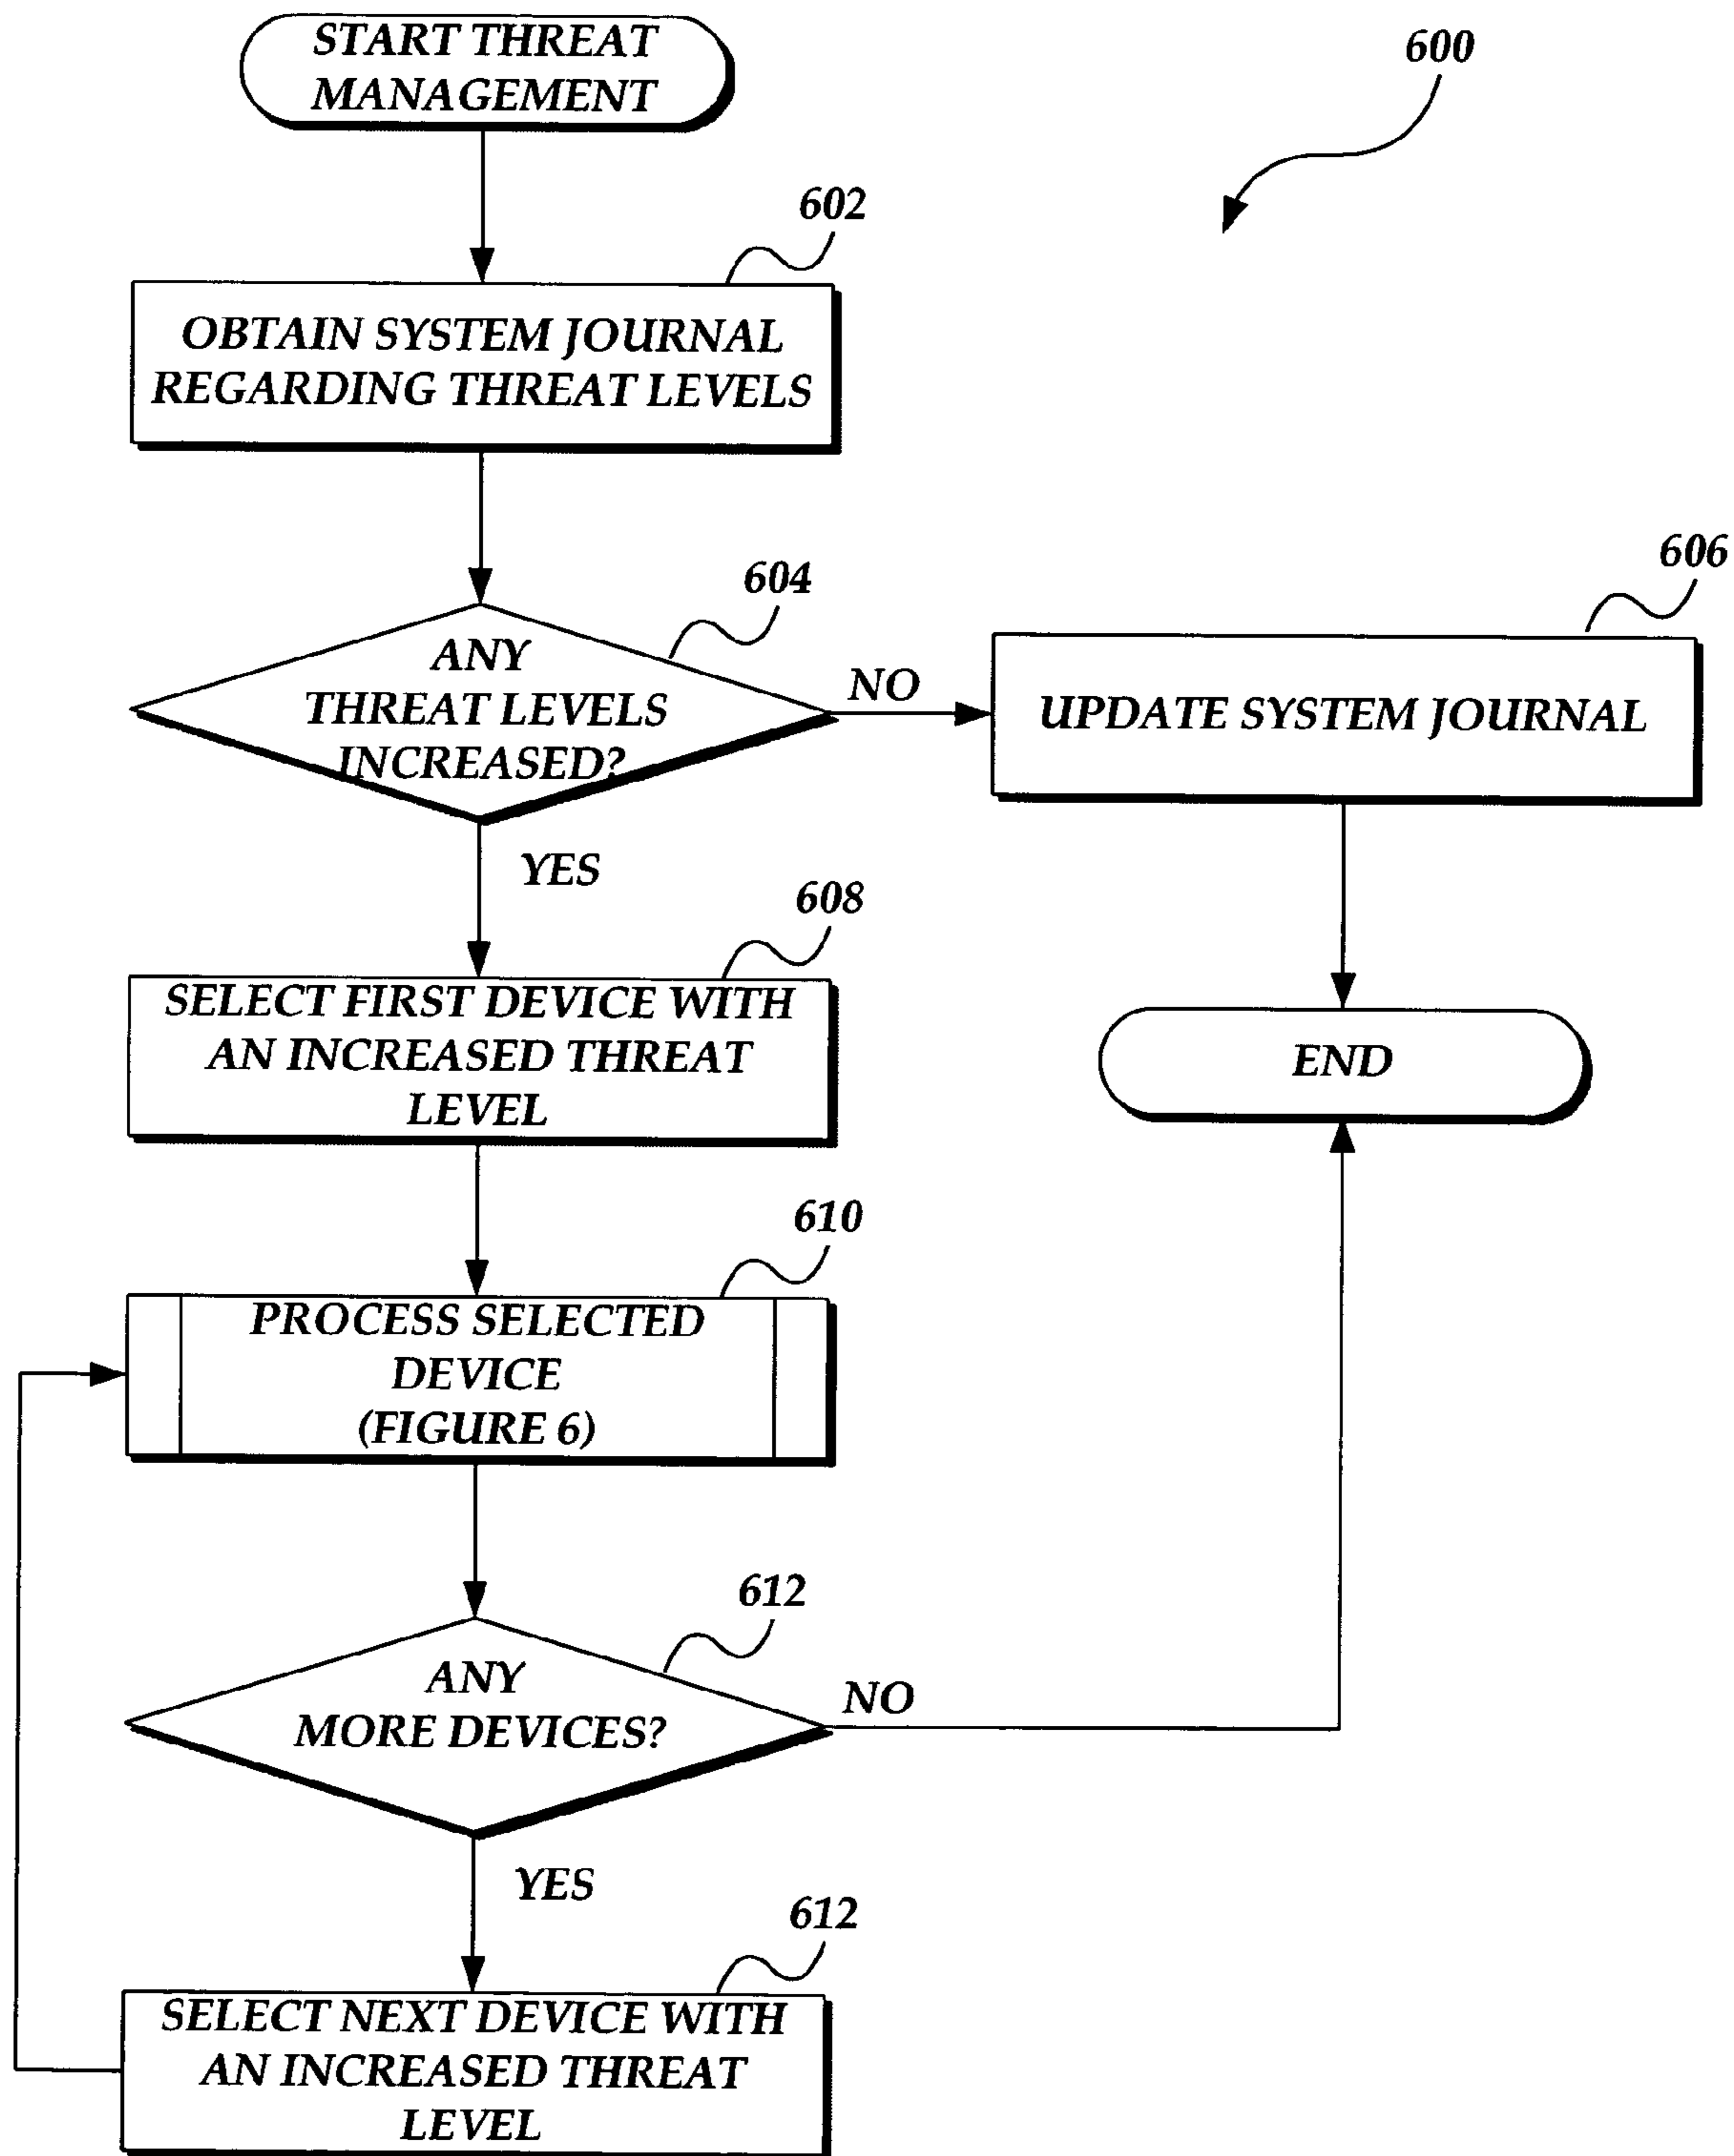 START THREAT
MANAGEMENT
600
602
OBTAIN SYSTEM JOURNAL
REGARDING THREAT LEVELS
604
ANY
THREAT LEVELS
INCREASED?
NO
606
UPDATE SYSTEM JOURNAL
YES
608
SELECT FIRST DEVICE WITH
AN INCREASED THREAT
LEVEL
END
610
PROCESS SELECTED
DEVICE
(FIGURE 6)
612
ANY
MORE DEVICES?
NO
YES
612
SELECT NEXT DEVICE WITH
AN INCREASED THREAT
LEVEL